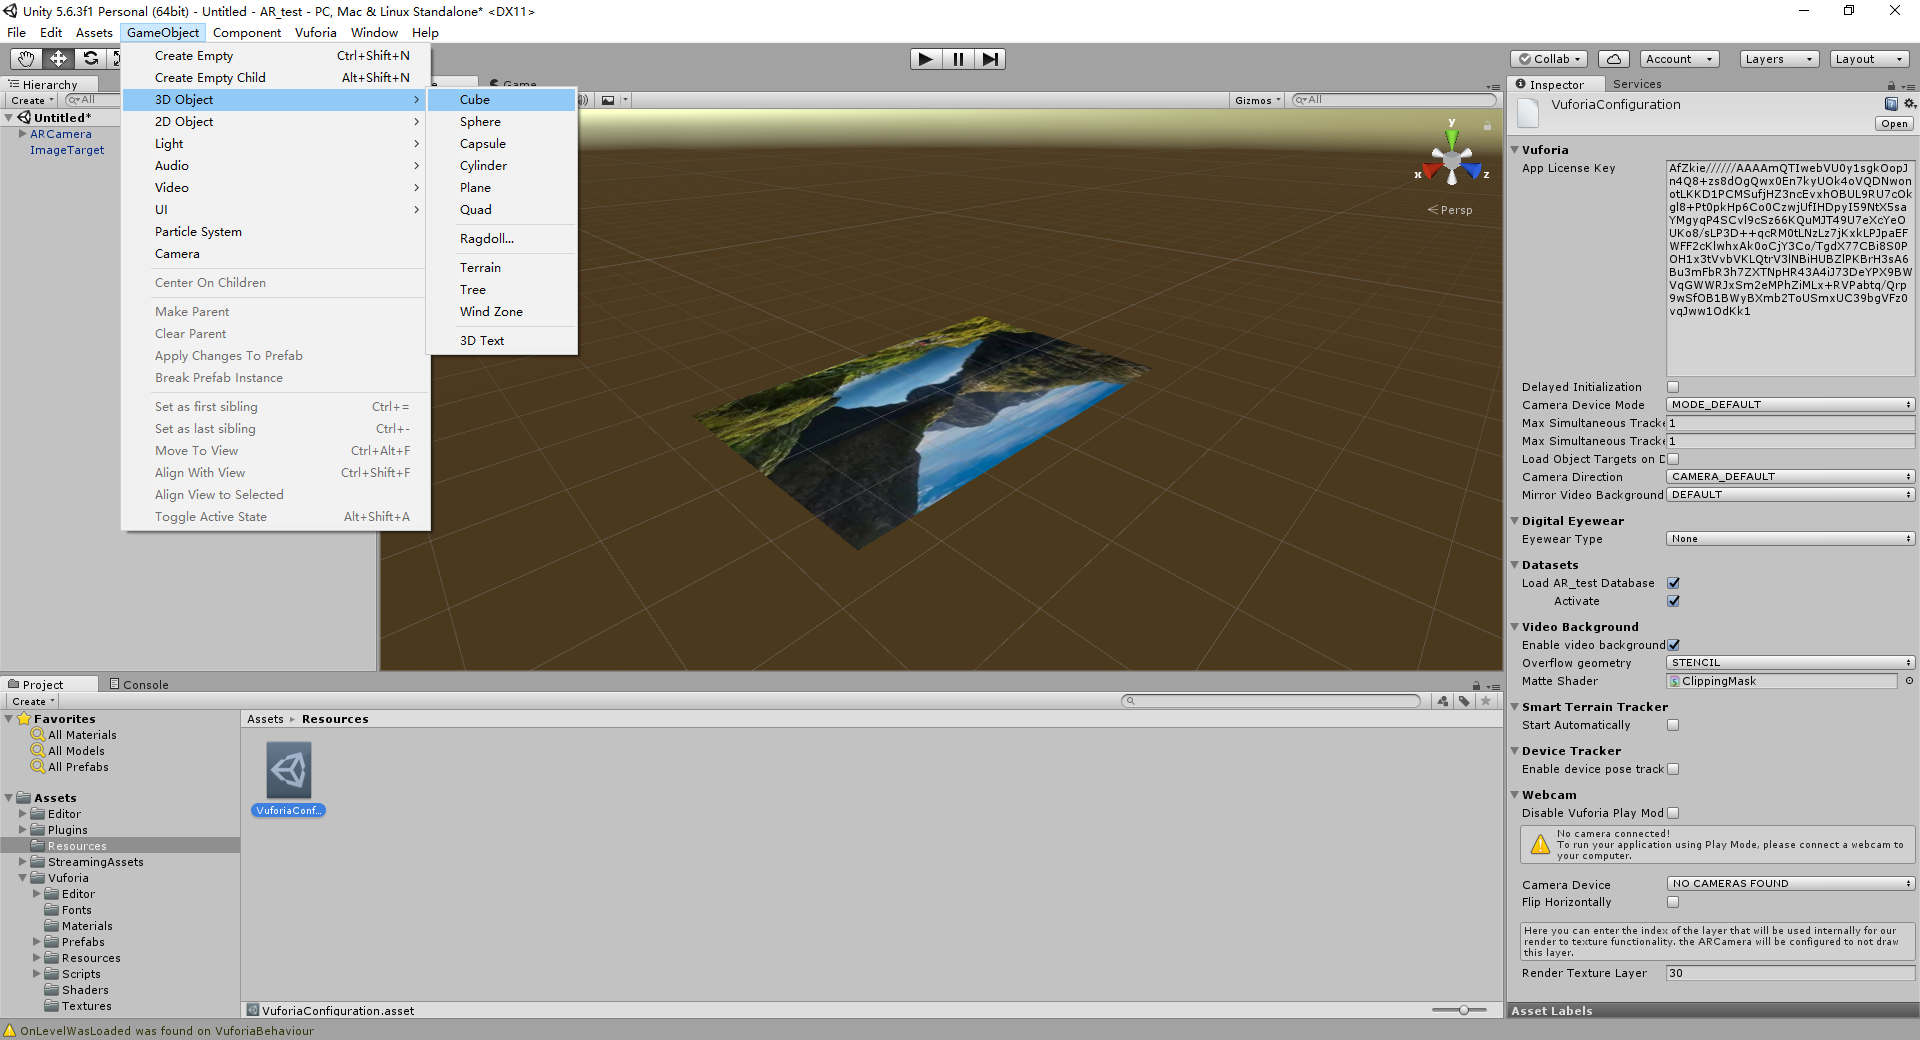 Unity 5.6.3f1 Personal (64bit) - Untitled - AR_test - PC, Mac & Linux Standalone* <DX11>
File Edit Assets GameObject Component Vuforia Window Help
Collab Account Layers Layout
Hierarchy
Create All
Untitled*
ARCamera
ImageTarget
Create Empty Ctrl+Shift+N
Create Empty Child Alt+Shift+N
3D Object
2D Object
Light
Audio
Video
UI
Particle System
Camera
Center On Children
Make Parent
Clear Parent
Apply Changes To Prefab
Break Prefab Instance
Set as first sibling Ctrl+=
Set as last sibling Ctrl+-
Move To View Ctrl+Alt+F
Align With View Ctrl+Shift+F
Align View to Selected
Toggle Active State Alt+Shift+A
Cube
Sphere
Capsule
Cylinder
Plane
Quad
Ragdoll...
Terrain
Tree
Wind Zone
3D Text
Game
Gizmos All
y
x z
Persp
Inspector Services
VuforiaConfiguration
Open
Vuforia
App License Key
Delayed Initialization
Camera Device Mode MODE_DEFAULT
Max Simultaneous Tracke 1
Max Simultaneous Tracke 1
Load Object Targets on D
Camera Direction CAMERA_DEFAULT
Mirror Video Background DEFAULT
Digital Eyewear
Eyewear Type None
Datasets
Load AR_test Database
Activate
Video Background
Enable video background
Overflow geometry STENCIL
Matte Shader ClippingMask
Smart Terrain Tracker
Start Automatically
Device Tracker
Enable device pose track
Webcam
Disable Vuforia Play Mod
No camera connected!
To run your application using Play Mode, please connect a webcam to
your computer.
Camera Device NO CAMERAS FOUND
Flip Horizontally
Here you can enter the index of the layer that will be used internally for our
render to texture functionality. the ARCamera will be configured to not draw
this layer.
Render Texture Layer 30
Asset Labels
Project Console
Create
Favorites
All Materials
All Models
All Prefabs
Assets
Editor
Plugins
Resources
StreamingAssets
Vuforia
Editor
Fonts
Materials
Prefabs
Resources
Scripts
Shaders
Textures
Assets Resources
VuforiaConf...
VuforiaConfiguration.asset
OnLevelWasLoaded was found on VuforiaBehaviour